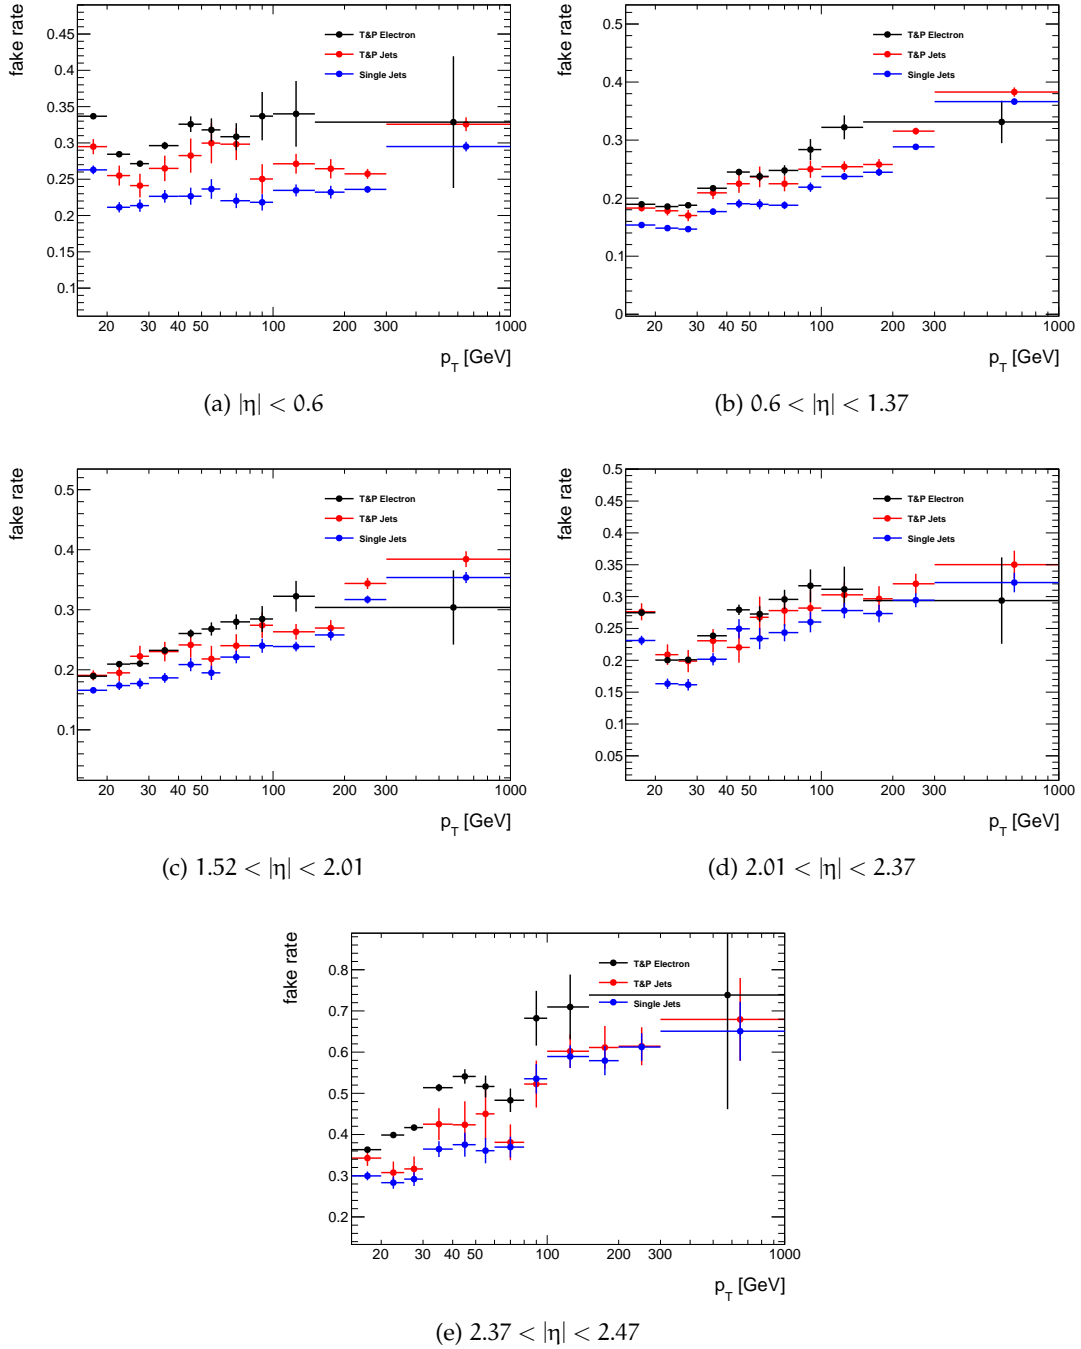 fake rate
0.45
0.4
0.35
0.3
0.25
0.2
0.15
0.1
T&P Electron
T&P Jets
Single Jets
20 30 40 50 100 200 300 1000
p_T [GeV]
(a) |η| < 0.6
fake rate
0.5
0.4
0.3
0.2
0.1
0
T&P Electron
T&P Jets
Single Jets
20 30 40 50 100 200 300 1000
p_T [GeV]
(b) 0.6 < |η| < 1.37
fake rate
0.5
0.4
0.3
0.2
0.1
T&P Electron
T&P Jets
Single Jets
20 30 40 50 100 200 300 1000
p_T [GeV]
(c) 1.52 < |η| < 2.01
fake rate
0.5
0.45
0.4
0.35
0.3
0.25
0.2
0.15
0.1
0.05
T&P Electron
T&P Jets
Single Jets
20 30 40 50 100 200 300 1000
p_T [GeV]
(d) 2.01 < |η| < 2.37
fake rate
0.8
0.7
0.6
0.5
0.4
0.3
0.2
T&P Electron
T&P Jets
Single Jets
20 30 40 50 100 200 300 1000
p_T [GeV]
(e) 2.37 < |η| < 2.47